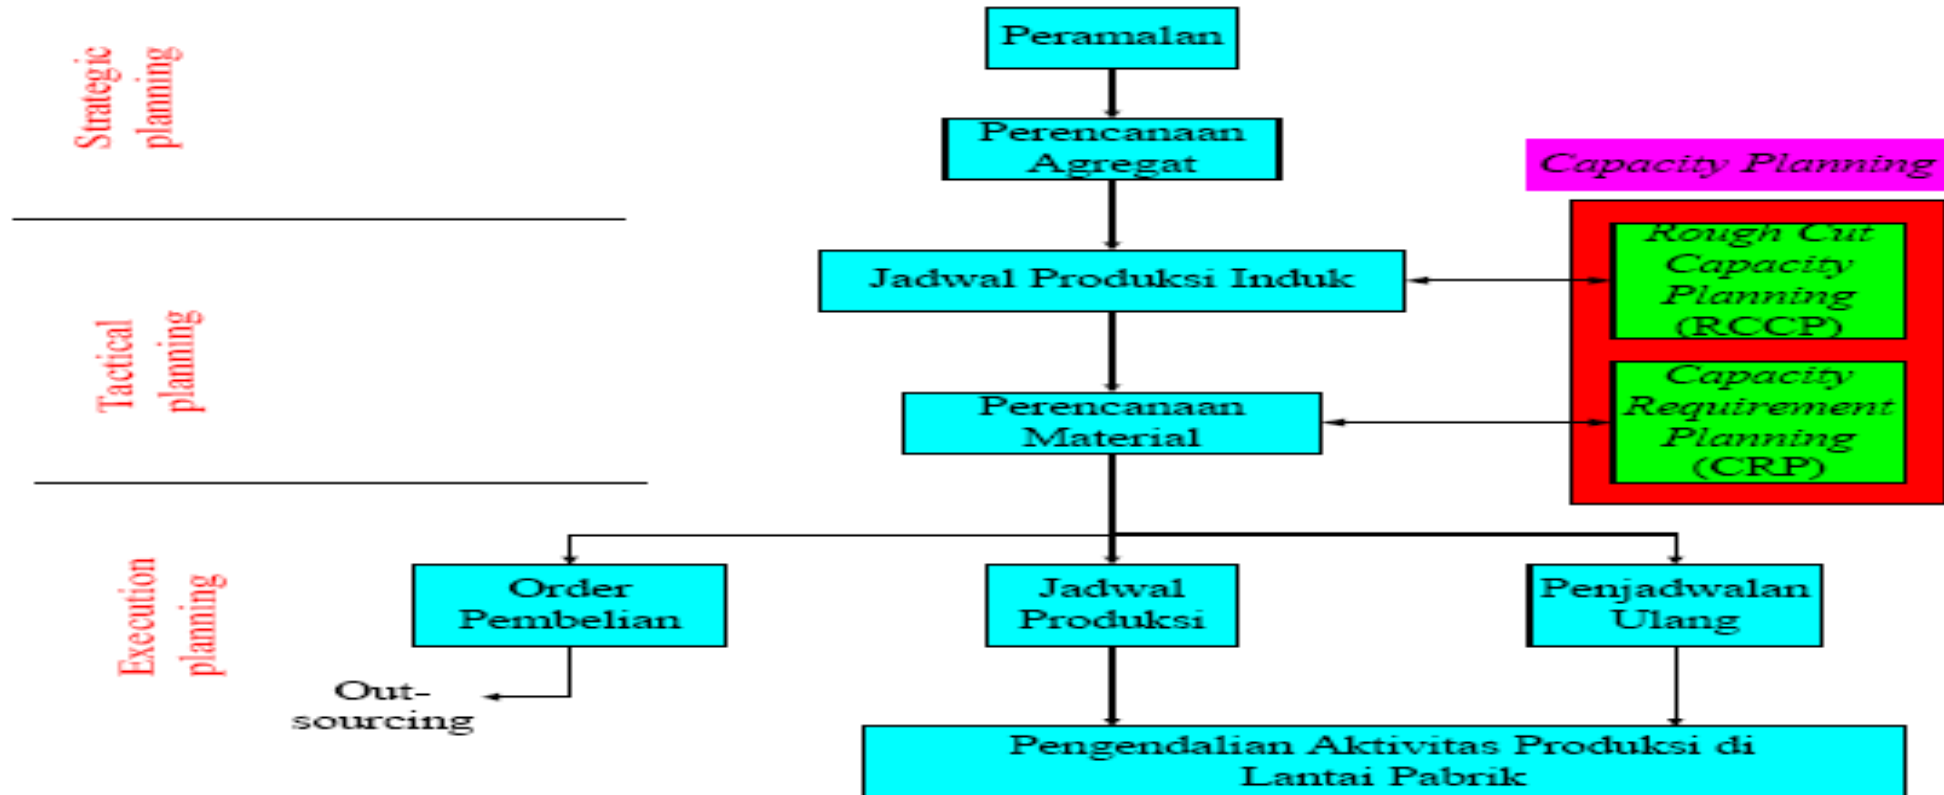 Strategic
planning
Peramalan
Perencanaan
Agregat
Capacity Planning
Tactical
planning
Jadwal Produksi Induk
Rough Cut
Capacity
Planning
(RCCP)
Perencanaan
Material
Capacity
Requirement
Planning
(CRP)
Execution
planning
Order
Pembelian
Jadwal
Produksi
Penjadwalan
Ulang
Out-
sourcing
Pengendalian Aktivitas Produksi di
Lantai Pabrik